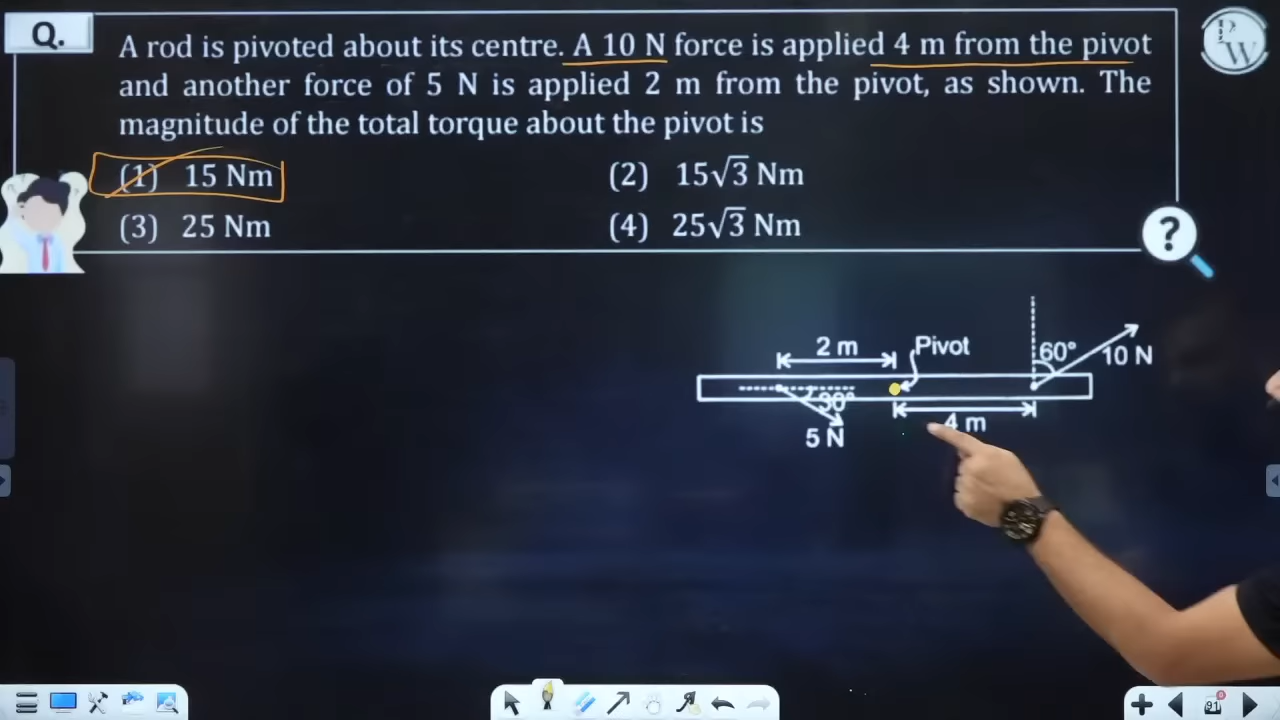 Q.
A rod is pivoted about its centre. A 10 N force is applied 4 m from the pivot
and another force of 5 N is applied 2 m from the pivot, as shown. The
magnitude of the total torque about the pivot is
(1) 15 Nm
(2) 15√3 Nm
(3) 25 Nm
(4) 25√3 Nm
?
P
W
2 m
Pivot
60°
10 N
30°
5 N
4 m
91